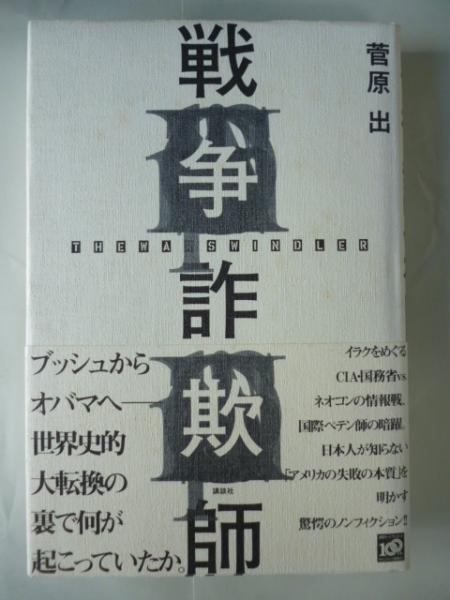 菅原 出
戦争詐欺師
THE WAR SWINDLER
ブッシュから
オバマへ──
世界史的
大転換の
裏で何が
起こっていたか。
イラクをめぐる
CIA・国務省vs.
ネオコンの情報戦。
国際ペテン師の暗躍。
日本人が知らない
「アメリカの失敗の本質」を
明かす
驚愕のノンフィクション!!
講談社
100